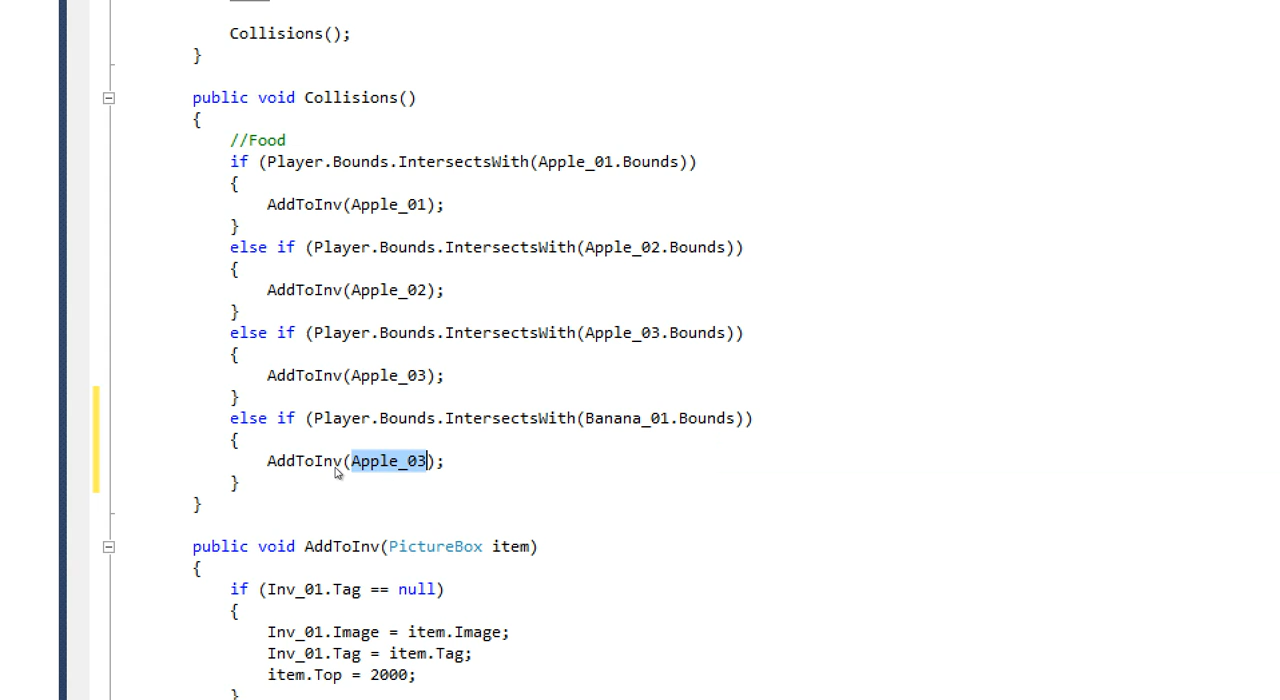 Collisions();
}
public void Collisions()
{
//Food
if (Player.Bounds.IntersectsWith(Apple_01.Bounds))
{
AddToInv(Apple_01);
}
else if (Player.Bounds.IntersectsWith(Apple_02.Bounds))
{
AddToInv(Apple_02);
}
else if (Player.Bounds.IntersectsWith(Apple_03.Bounds))
{
AddToInv(Apple_03);
}
else if (Player.Bounds.IntersectsWith(Banana_01.Bounds))
{
AddToInv(Apple_03);
}
}
public void AddToInv(PictureBox item)
{
if (Inv_01.Tag == null)
{
Inv_01.Image = item.Image;
Inv_01.Tag = item.Tag;
item.Top = 2000;
}